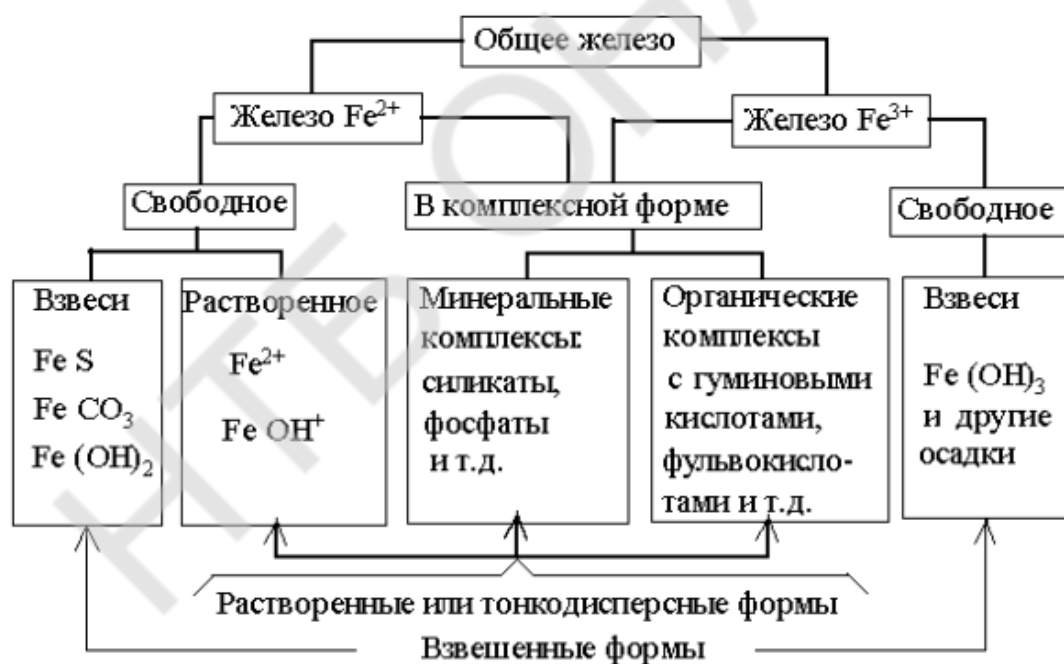 Общее железо
Железо Fe²⁺
Железо Fe³⁺
Свободное
В комплексной форме
Свободное
Взвеси
Fe S
Fe CO₃
Fe (OH)₂
Растворенное
Fe²⁺
Fe OH⁺
Минеральные
комплексы:
силикаты,
фосфаты
и т.д.
Органические
комплексы
с гуминовыми
кислотами,
фульвокисло-
тами и т.д.
Взвеси
Fe (OH)₃
и другие
осадки
Растворенные или тонкодисперсные формы
Взвешенные формы